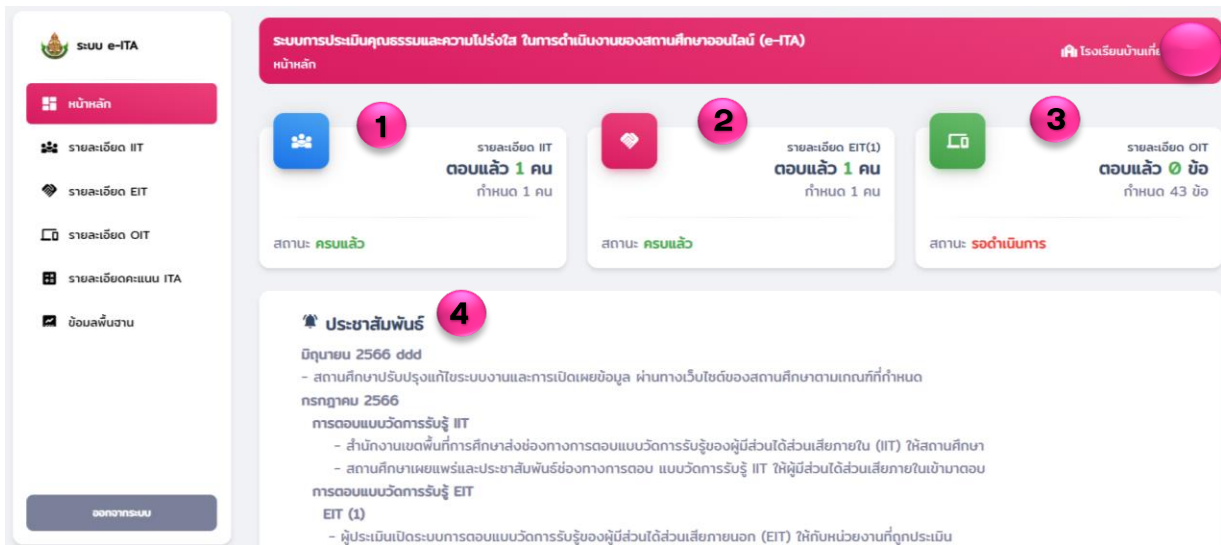 ระบบ e-ITA
หน้าหลัก
รายละเอียด IIT
รายละเอียด EIT
รายละเอียด OIT
รายละเอียดคะแนน ITA
ข้อมูลพื้นฐาน
ออกจากระบบ
ระบบการประเมินคุณธรรมและความโปร่งใส ในการดำเนินงานของสถานศึกษาออนไลน์ (e-ITA)
หน้าหลัก
โรงเรียนบ้านเกี่ย
1
รายละเอียด IIT
ตอบแล้ว 1 คน
กำหนด 1 คน
สถานะ ครบแล้ว
2
รายละเอียด EIT(1)
ตอบแล้ว 1 คน
กำหนด 1 คน
สถานะ ครบแล้ว
3
รายละเอียด OIT
ตอบแล้ว 0 ข้อ
กำหนด 43 ข้อ
สถานะ รอดำเนินการ
ประชาสัมพันธ์ 4
มิถุนายน 2566 ddd
- สถานศึกษาปรับปรุงแก้ไขระบบงานและการเปิดเผยข้อมูล ผ่านทางเว็บไซต์ของสถานศึกษาตามเกณฑ์ที่กำหนด
กรกฎาคม 2566
การตอบแบบวัดการรับรู้ IIT
- สำนักงานเขตพื้นที่การศึกษาส่งช่องทางการตอบแบบวัดการรับรู้ของผู้มีส่วนได้ส่วนเสียภายใน (IIT) ให้สถานศึกษา
- สถานศึกษาเผยแพร่และประชาสัมพันธ์ช่องทางการตอบ แบบวัดการรับรู้ IIT ให้ผู้มีส่วนได้ส่วนเสียภายในเข้ามาตอบ
การตอบแบบวัดการรับรู้ EIT
EIT (1)
- ผู้ประเมินเปิดระบบการตอบแบบวัดการรับรู้ของผู้มีส่วนได้ส่วนเสียภายนอก (EIT) ให้กับหน่วยงานที่ถูกประเมิน